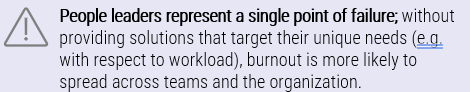 People leaders represent a single point of failure; without
providing solutions that target their unique needs (e.g.
with respect to workload), burnout is more likely to
spread across teams and the organization.